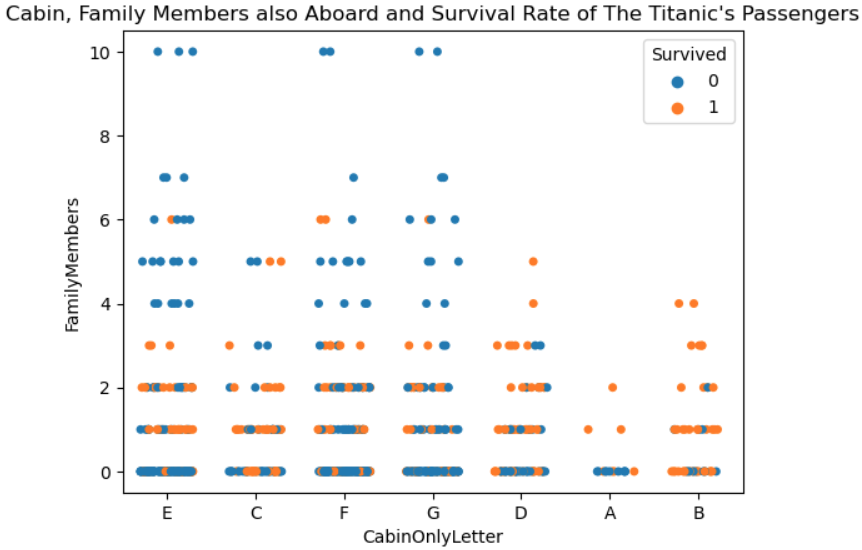 Cabin, Family Members also Aboard and Survival Rate of The Titanic's Passengers
Survived
0
1
10
8
6
4
2
0
FamilyMembers
E C F G D A B
CabinOnlyLetter